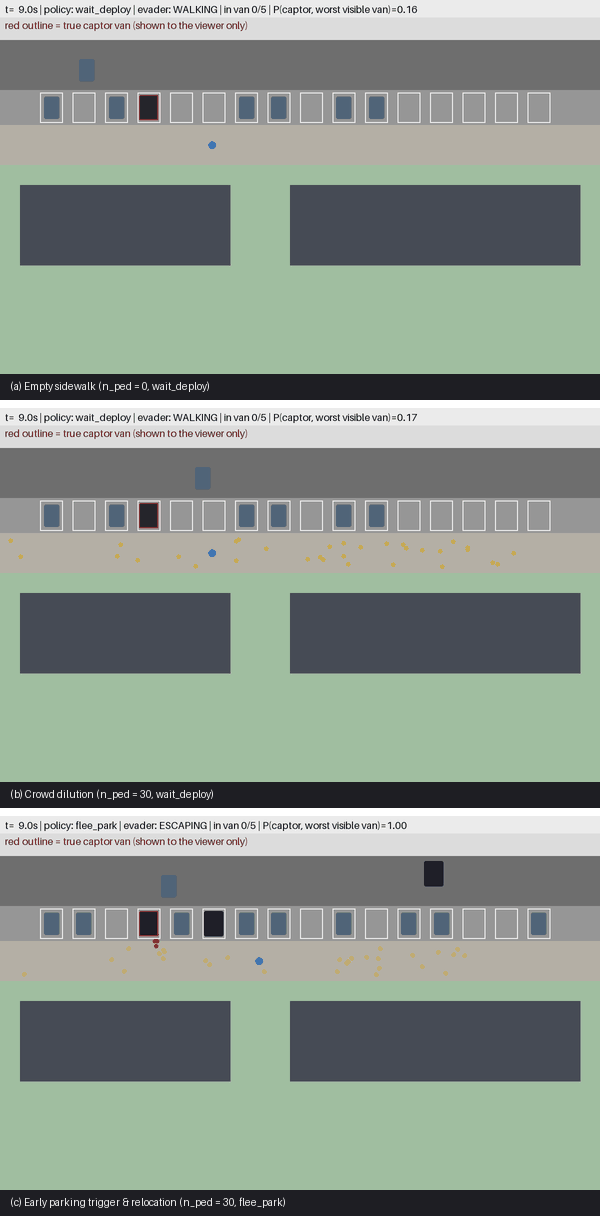 t=  9.0s | policy: wait_deploy | evader: WALKING | in van 0/5 | P(captor, worst visible van)=0.16
red outline = true captor van (shown to the viewer only)
(a) Empty sidewalk (n_ped = 0, wait_deploy)
t=  9.0s | policy: wait_deploy | evader: WALKING | in van 0/5 | P(captor, worst visible van)=0.17
red outline = true captor van (shown to the viewer only)
(b) Crowd dilution (n_ped = 30, wait_deploy)
t=  9.0s | policy: flee_park | evader: ESCAPING | in van 0/5 | P(captor, worst visible van)=1.00
red outline = true captor van (shown to the viewer only)
(c) Early parking trigger & relocation (n_ped = 30, flee_park)